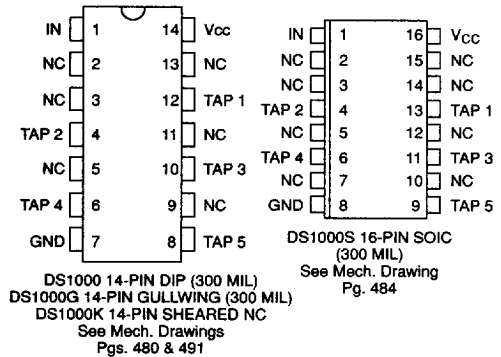 IN 1 14 Vcc
NC 2 13 NC
NC 3 12 TAP 1
TAP 2 4 11 NC
NC 5 10 TAP 3
TAP 4 6 9 NC
GND 7 8 TAP 5
DS1000 14-PIN DIP (300 MIL)
DS1000G 14-PIN GULLWING (300 MIL)
DS1000K 14-PIN SHEARED NC
See Mech. Drawings
Pgs. 480 & 491
IN 1 16 VCC
NC 2 15 NC
NC 3 14 NC
TAP 2 4 13 TAP 1
NC 5 12 NC
TAP 4 6 11 TAP 3
NC 7 10 NC
GND 8 9 TAP 5
DS1000S 16-PIN SOIC
(300 MIL)
See Mech. Drawing
Pg. 484